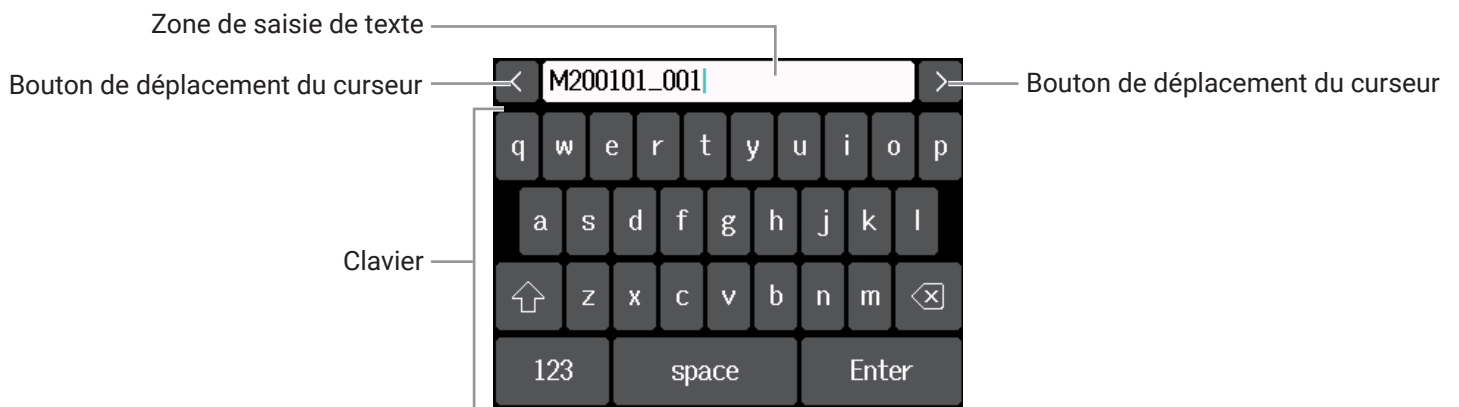 Zone de saisie de texte
Bouton de déplacement du curseur
< M200101_001 >
Bouton de déplacement du curseur
q w e r t y u i o p
a s d f g h j k l
Clavier
z x c v b n m
123 space Enter